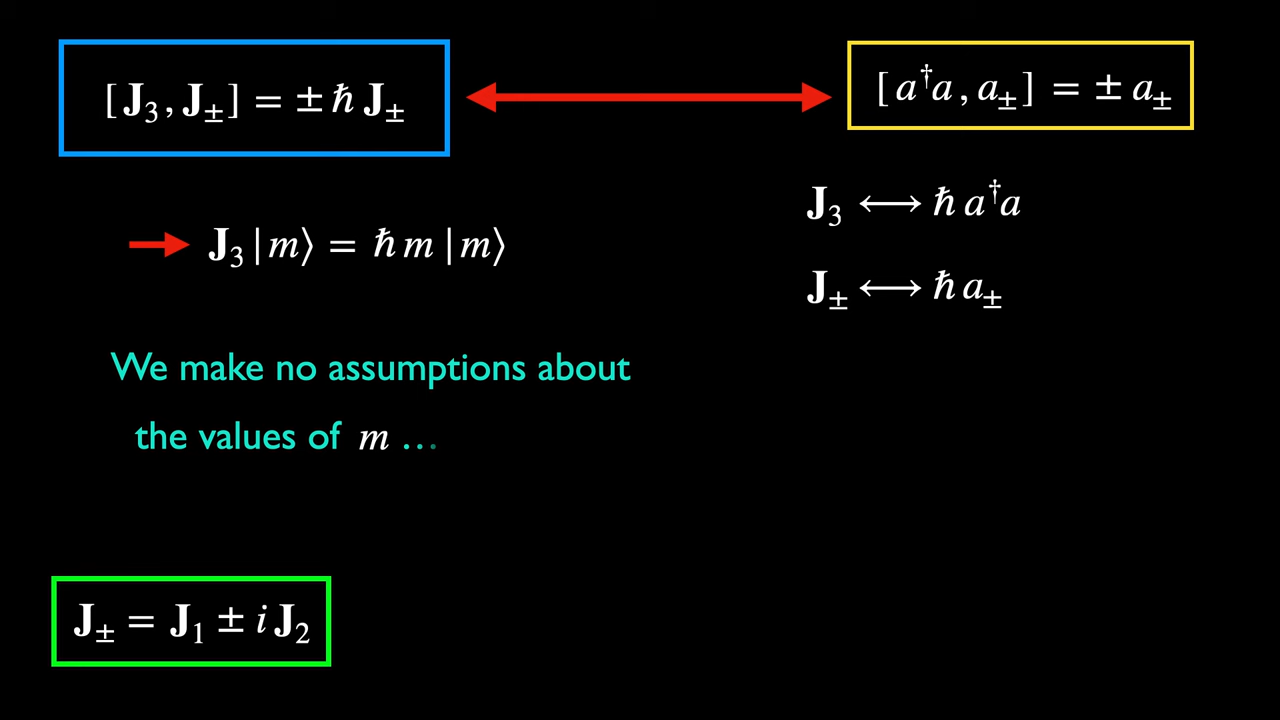 [J₃, J±] = ± ℏ J±
[a†a, a±] = ± a±
J₃ ⟷ ℏ a†a
J₃ |m⟩ = ℏ m |m⟩
J± ⟷ ℏ a±
We make no assumptions about
the values of m …
J± = J₁ ± i J₂